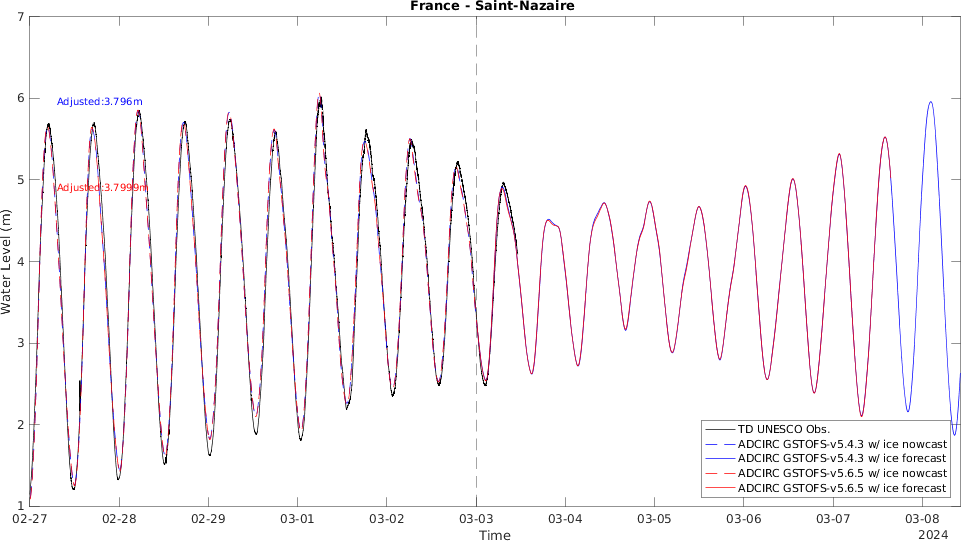 France - Saint-Nazaire
7
6
5
4
3
2
1
Water Level (m)
Adjusted:3.796m
Adjusted:3.7999m
TD UNESCO Obs.
ADCIRC GSTOFS-v5.4.3 w/ ice nowcast
ADCIRC GSTOFS-v5.4.3 w/ ice forecast
ADCIRC GSTOFS-v5.6.5 w/ ice nowcast
ADCIRC GSTOFS-v5.6.5 w/ ice forecast
02-27 02-28 02-29 03-01 03-02 03-03 03-04 03-05 03-06 03-07 03-08
Time
2024